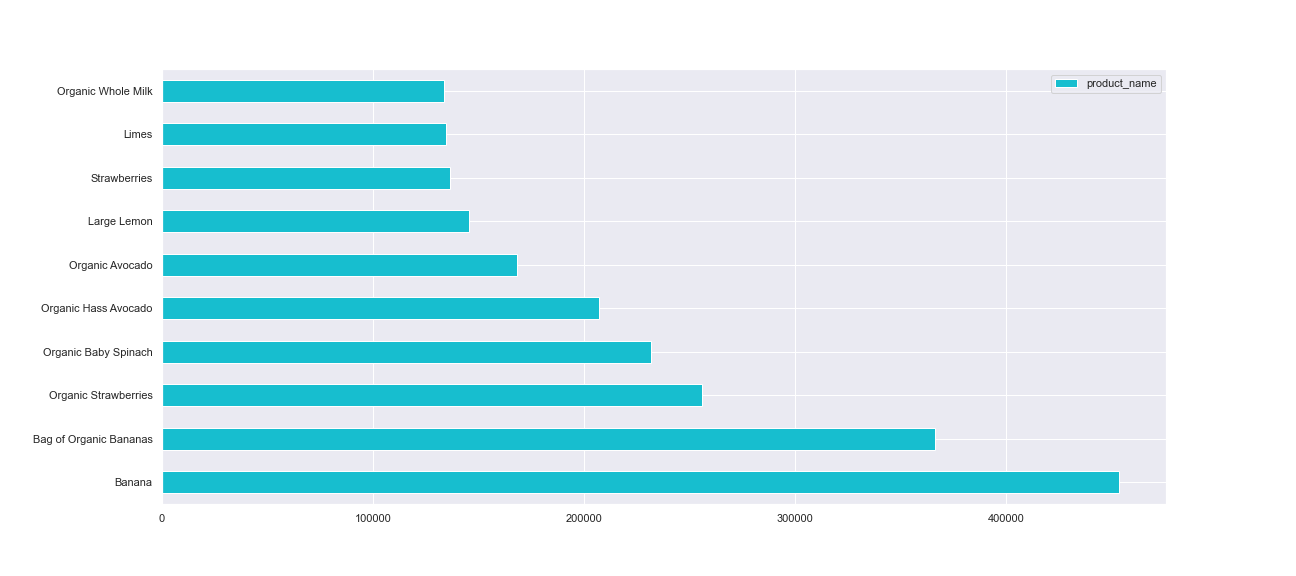 product_name
Organic Whole Milk
Limes
Strawberries
Large Lemon
Organic Avocado
Organic Hass Avocado
Organic Baby Spinach
Organic Strawberries
Bag of Organic Bananas
Banana
0 100000 200000 300000 400000